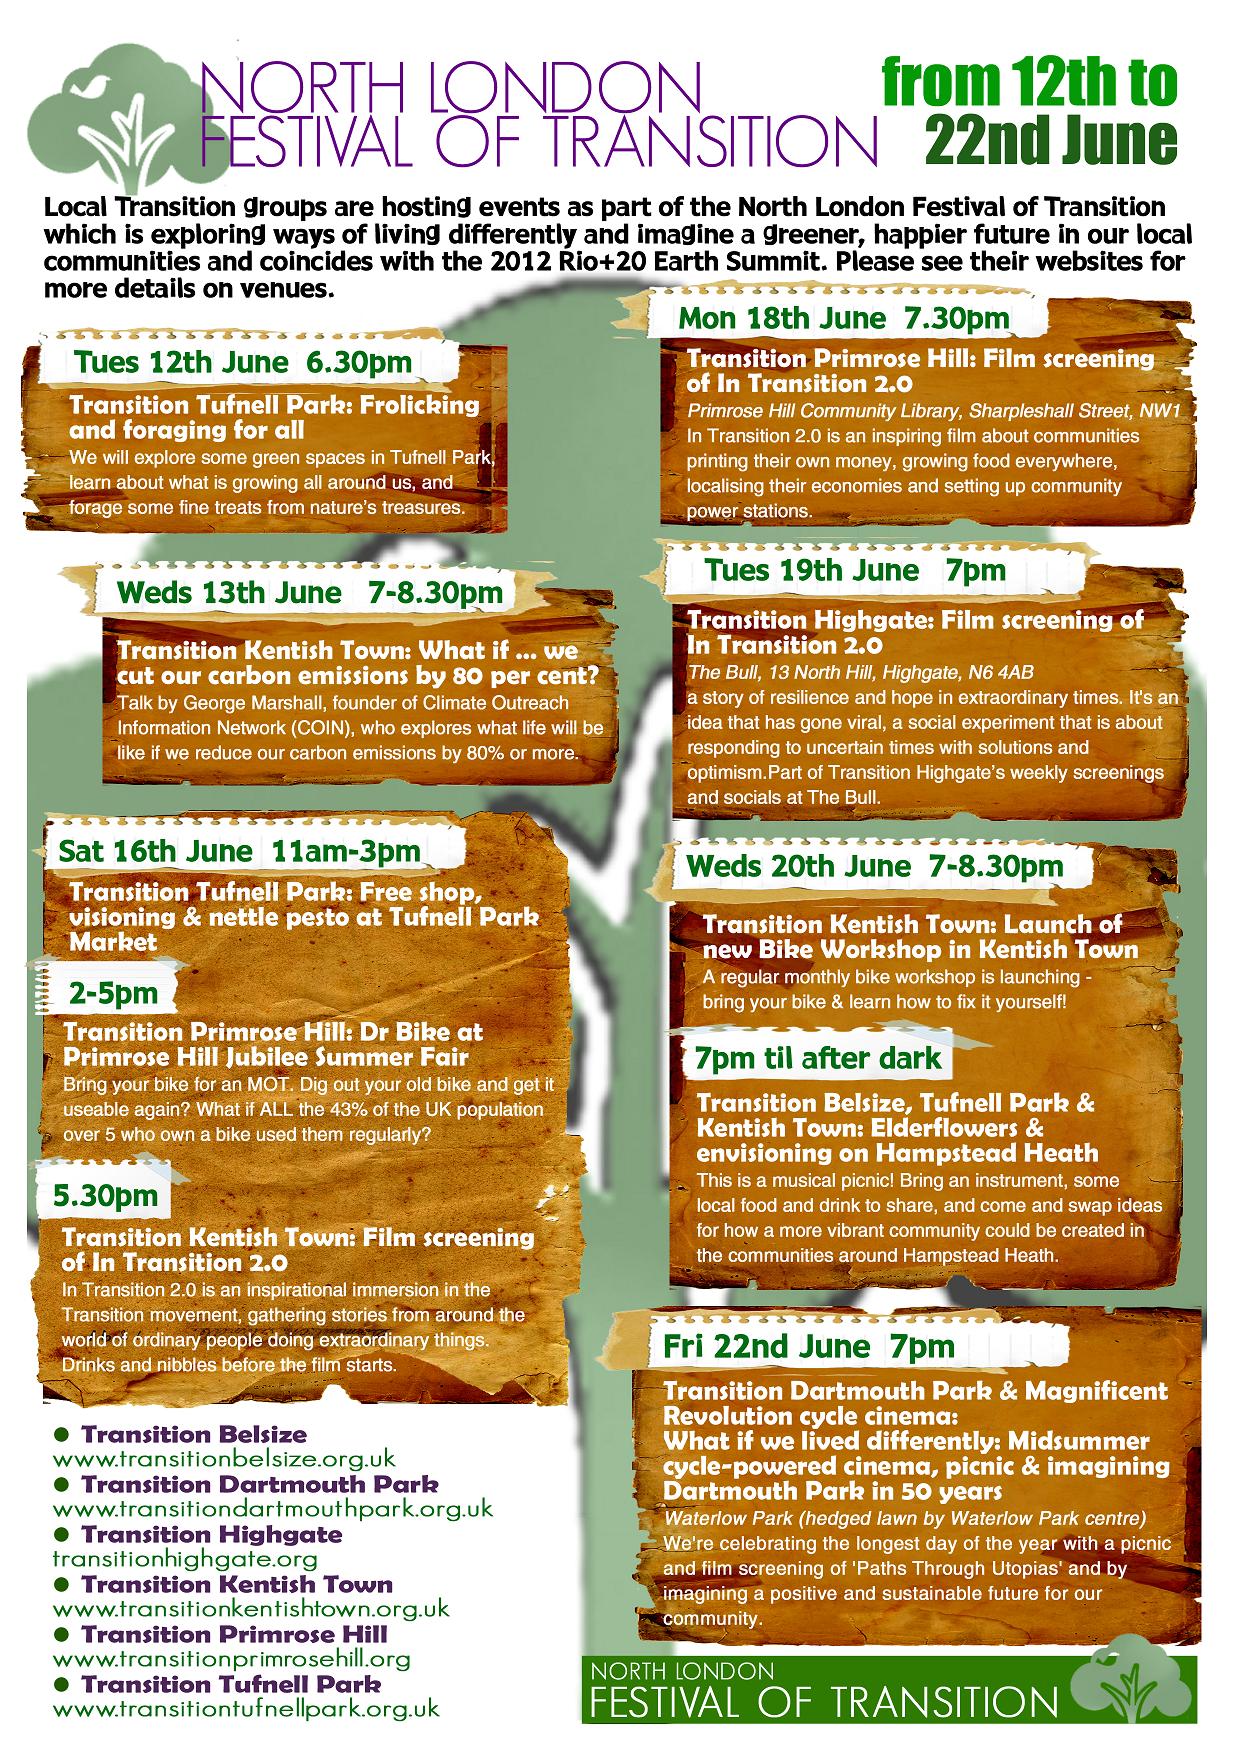 NORTH LONDON
FESTIVAL OF TRANSITION
from 12th to
22nd June
Local Transition groups are hosting events as part of the North London Festival of Transition
which is exploring ways of living differently and imagine a greener, happier future in our local
communities and coincides with the 2012 Rio+20 Earth Summit. Please see their websites for
more details on venues.
Tues 12th June 6.30pm
Transition Tufnell Park: Frolicking
and foraging for all
We will explore some green spaces in Tufnell Park,
learn about what is growing all around us, and
forage some fine treats from nature's treasures.
Weds 13th June 7-8.30pm
Transition Kentish Town: What if ... we
cut our carbon emissions by 80 per cent?
Talk by George Marshall, founder of Climate Outreach
Information Network (COIN), who explores what life will be
like if we reduce our carbon emissions by 80% or more.
Sat 16th June 11am-3pm
Transition Tufnell Park: Free shop,
visioning & nettle pesto at Tufnell Park
Market
2-5pm
Transition Primrose Hill: Dr Bike at
Primrose Hill Jubilee Summer Fair
Bring your bike for an MOT. Dig out your old bike and get it
useable again? What if ALL the 43% of the UK population
over 5 who own a bike used them regularly?
5.30pm
Transition Kentish Town: Film screening
of In Transition 2.0
In Transition 2.0 is an inspirational immersion in the
Transition movement, gathering stories from around the
world of ordinary people doing extraordinary things.
Drinks and nibbles before the film starts.
● Transition Belsize
www.transitionbelsize.org.uk
● Transition Dartmouth Park
www.transitiondartmouthpark.org.uk
● Transition Highgate
transitionhighgate.org
● Transition Kentish Town
www.transitionkentishtown.org.uk
● Transition Primrose Hill
www.transitionprimrosehill.org
● Transition Tufnell Park
www.transitiontufnellpark.org.uk
Mon 18th June 7.30pm
Transition Primrose Hill: Film screening
of In Transition 2.0
Primrose Hill Community Library, Sharpleshall Street, NW1
In Transition 2.0 is an inspiring film about communities
printing their own money, growing food everywhere,
localising their economies and setting up community
power stations.
Tues 19th June 7pm
Transition Highgate: Film screening of
In Transition 2.0
The Bull, 13 North Hill, Highgate, N6 4AB
a story of resilience and hope in extraordinary times. It's an
idea that has gone viral, a social experiment that is about
responding to uncertain times with solutions and
optimism.Part of Transition Highgate's weekly screenings
and socials at The Bull.
Weds 20th June 7-8.30pm
Transition Kentish Town: Launch of
new Bike Workshop in Kentish Town
A regular monthly bike workshop is launching -
bring your bike & learn how to fix it yourself!
7pm til after dark
Transition Belsize, Tufnell Park &
Kentish Town: Elderflowers &
envisioning on Hampstead Heath
This is a musical picnic! Bring an instrument, some
local food and drink to share, and come and swap ideas
for how a more vibrant community could be created in
the communities around Hampstead Heath.
Fri 22nd June 7pm
Transition Dartmouth Park & Magnificent
Revolution cycle cinema:
What if we lived differently: Midsummer
cycle-powered cinema, picnic & imagining
Dartmouth Park in 50 years
Waterlow Park (hedged lawn by Waterlow Park centre)
We're celebrating the longest day of the year with a picnic
and film screening of 'Paths Through Utopias' and by
imagining a positive and sustainable future for our
community.
NORTH LONDON
FESTIVAL OF TRANSITION